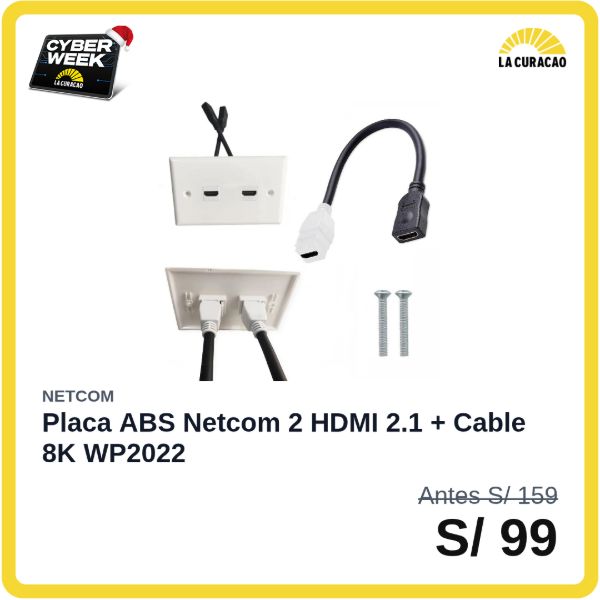 CYBER
WEEK
LA CURACAO
LA CURACAO
NETCOM
Placa ABS Netcom 2 HDMI 2.1 + Cable
8K WP2022
Antes S/ 159
S/ 99